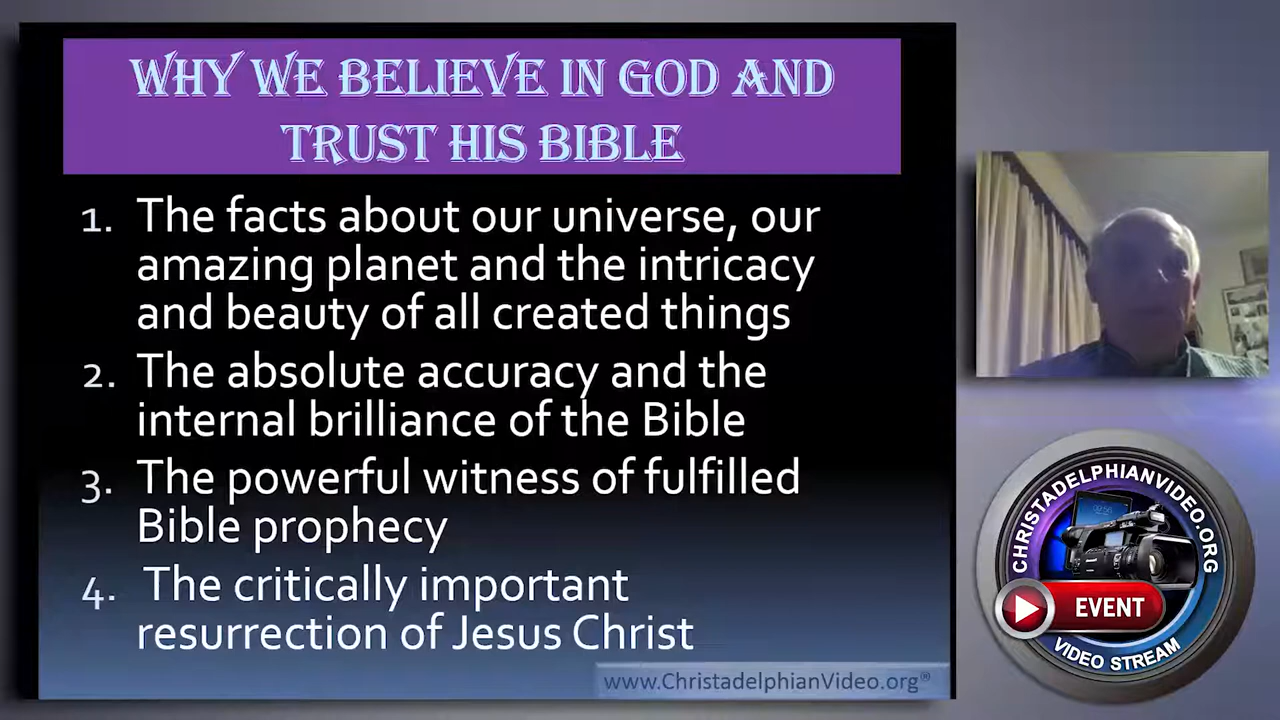 WHY WE BELIEVE IN GOD AND
TRUST HIS BIBLE
1. The facts about our universe, our
amazing planet and the intricacy
and beauty of all created things
2. The absolute accuracy and the
internal brilliance of the Bible
3. The powerful witness of fulfilled
Bible prophecy
4. The critically important
resurrection of Jesus Christ
www.ChristadelphianVideo.org®
CHRISTADELPHIANVIDEO.ORG
EVENT
VIDEO STREAM